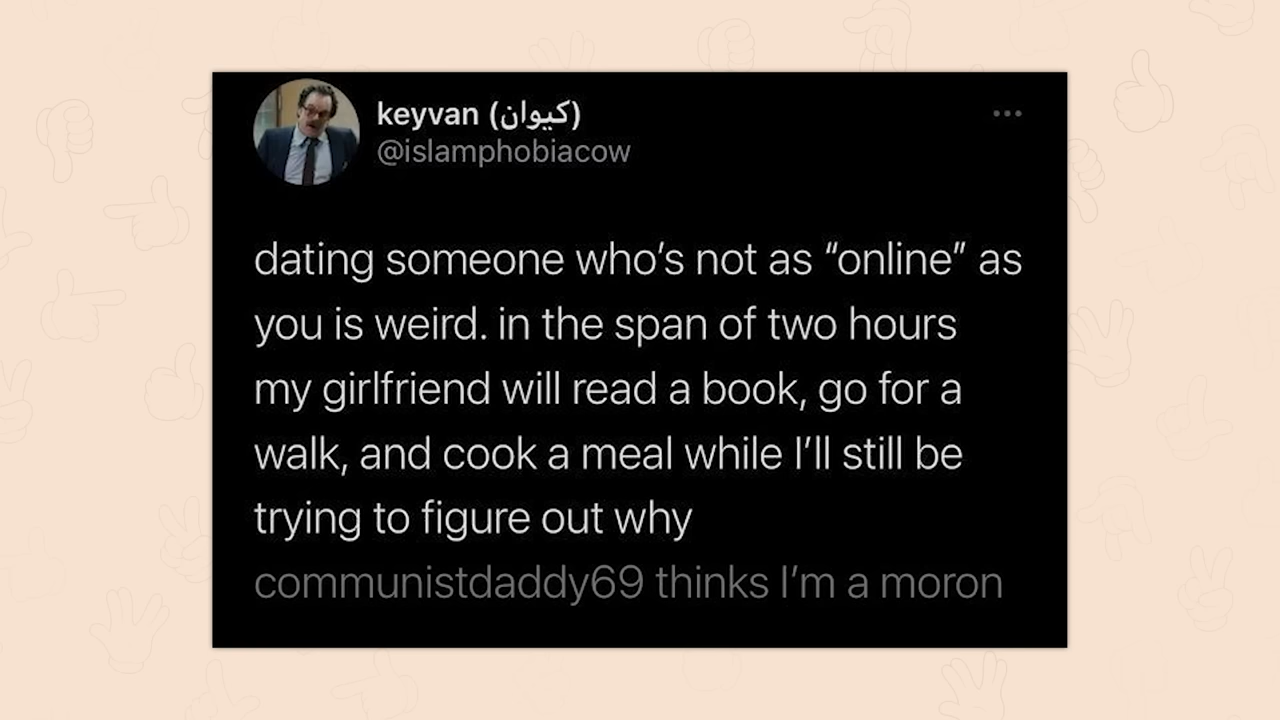 keyvan (کیوان)
@islamphobiacow
dating someone who’s not as “online” as
you is weird. in the span of two hours
my girlfriend will read a book, go for a
walk, and cook a meal while I’ll still be
trying to figure out why
communistdaddy69 thinks I’m a moron